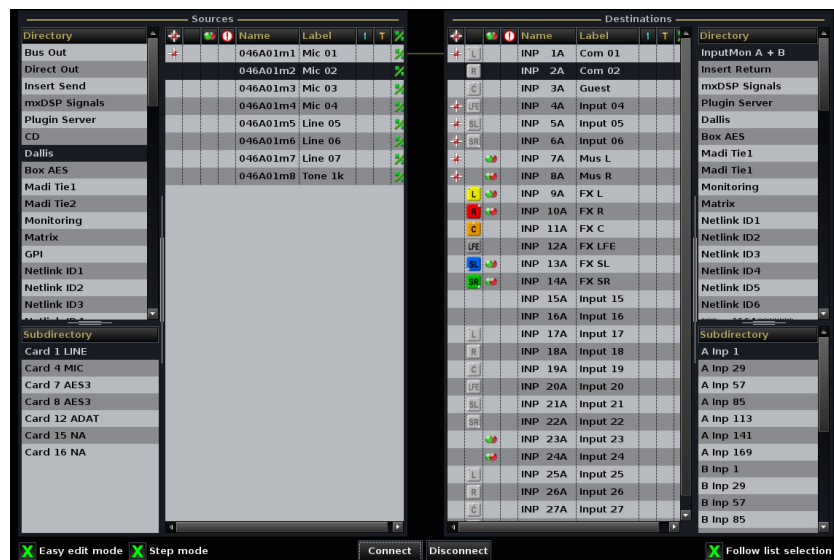 Sources
Directory
Bus Out
Direct Out
Insert Send
mxDSP Signals
Plugin Server
CD
Dallis
Box AES
Madi Tie1
Madi Tie2
Monitoring
Matrix
GPI
Netlink ID1
Netlink ID2
Netlink ID3
Subdirectory
Card 1 LINE
Card 4 MIC
Card 7 AES3
Card 8 AES3
Card 12 ADAT
Card 15 NA
Card 16 NA
Name Label ! T
046A01m1 Mic 01
046A01m2 Mic 02
046A01m3 Mic 03
046A01m4 Mic 04
046A01m5 Line 05
046A01m6 Line 06
046A01m7 Line 07
046A01m8 Tone 1k
Destinations
Name Label ! T
L INP 1A Com 01
R INP 2A Com 02
C INP 3A Guest
LFE INP 4A Input 04
SL INP 5A Input 05
SR INP 6A Input 06
INP 7A Mus L
INP 8A Mus R
L INP 9A FX L
R INP 10A FX R
C INP 11A FX C
LFE INP 12A FX LFE
SL INP 13A FX SL
SR INP 14A FX SR
INP 15A Input 15
INP 16A Input 16
L INP 17A Input 17
R INP 18A Input 18
C INP 19A Input 19
LFE INP 20A Input 20
SL INP 21A Input 21
SR INP 22A Input 22
INP 23A Input 23
INP 24A Input 24
L INP 25A Input 25
R INP 26A Input 26
C INP 27A Input 27
Directory
InputMon A + B
Insert Return
mxDSP Signals
Plugin Server
Dallis
Box AES
Madi Tie1
Madi Tie1
Monitoring
Matrix
Netlink ID1
Netlink ID2
Netlink ID3
Netlink ID4
Netlink ID5
Netlink ID6
Subdirectory
A Inp 1
A Inp 29
A Inp 57
A Inp 85
A Inp 113
A Inp 141
A Inp 169
B Inp 1
B Inp 29
B Inp 57
B Inp 85
X Easy edit mode X Step mode Connect Disconnect X Follow list selection